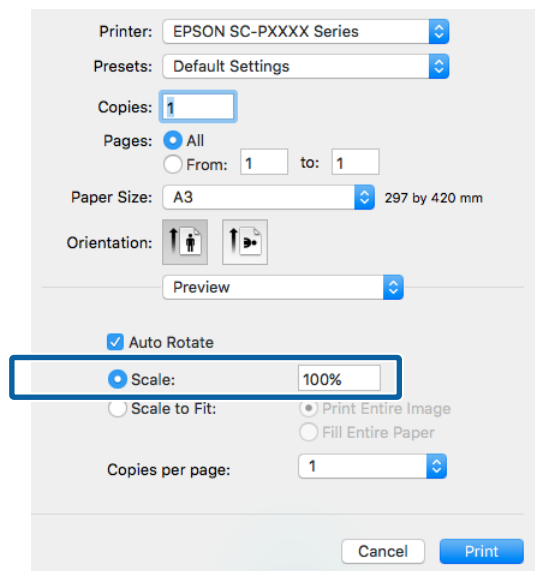 Printer: EPSON SC-PXXXX Series
Presets: Default Settings
Copies: 1
Pages: All
From: 1 to: 1
Paper Size: A3 297 by 420 mm
Orientation:
Preview
Auto Rotate
Scale: 100%
Scale to Fit: Print Entire Image
Fill Entire Paper
Copies per page: 1
Cancel Print